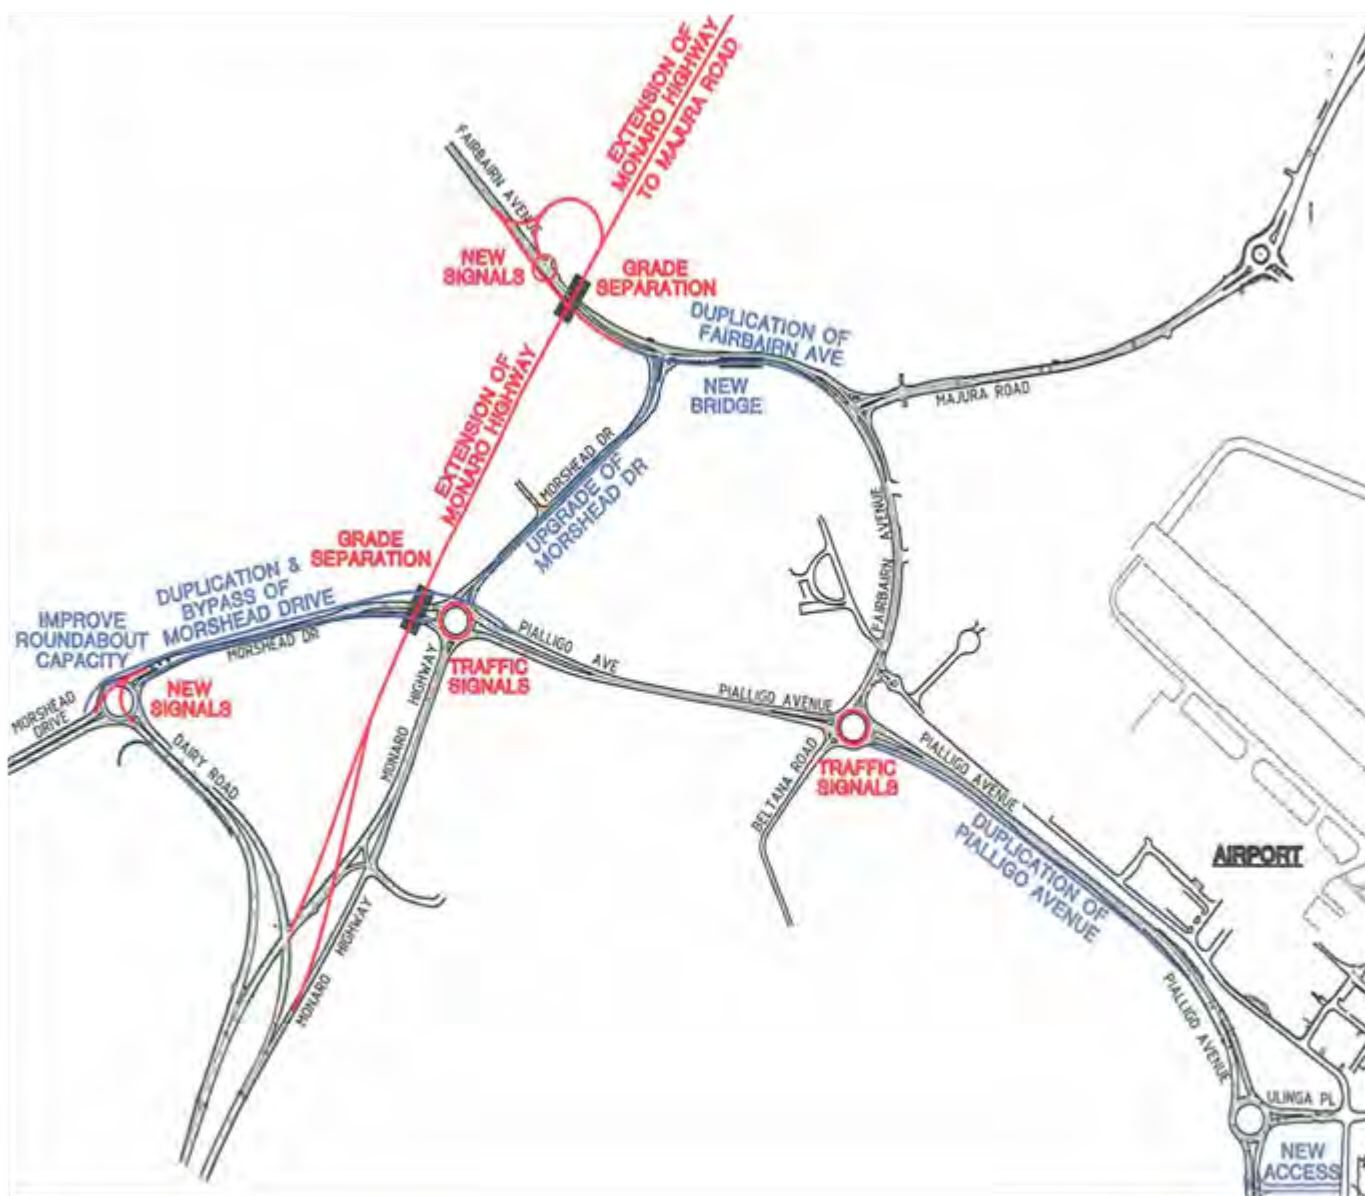 EXTENSION OF
MONARO HIGHWAY
TO MAJURA ROAD
FAIRBAIRN AVENUE
NEW
SIGNALS
GRADE
SEPARATION
DUPLICATION OF
FAIRBAIRN AVE
NEW
BRIDGE
MAJURA ROAD
EXTENSION OF
MONARO HIGHWAY
MORSHEAD DR
UPGRADE OF
MORSHEAD DR
FAIRBAIRN AVENUE
GRADE
SEPARATION
DUPLICATION &
BYPASS OF
MORSHEAD DRIVE
IMPROVE
ROUNDABOUT
CAPACITY
MORSHEAD DR
PIALLIGO AVE
TRAFFIC
SIGNALS
MORSHEAD
DRIVE
NEW
SIGNALS
DAIRY ROAD
MONARO HIGHWAY
PIALLIGO AVENUE
BELTANA ROAD
TRAFFIC
SIGNALS
PIALLIGO AVENUE
DUPLICATION OF
PIALLIGO AVENUE
AIRPORT
MONARO HIGHWAY
PIALLIGO AVENUE
ULINGA PL
NEW
ACCESS